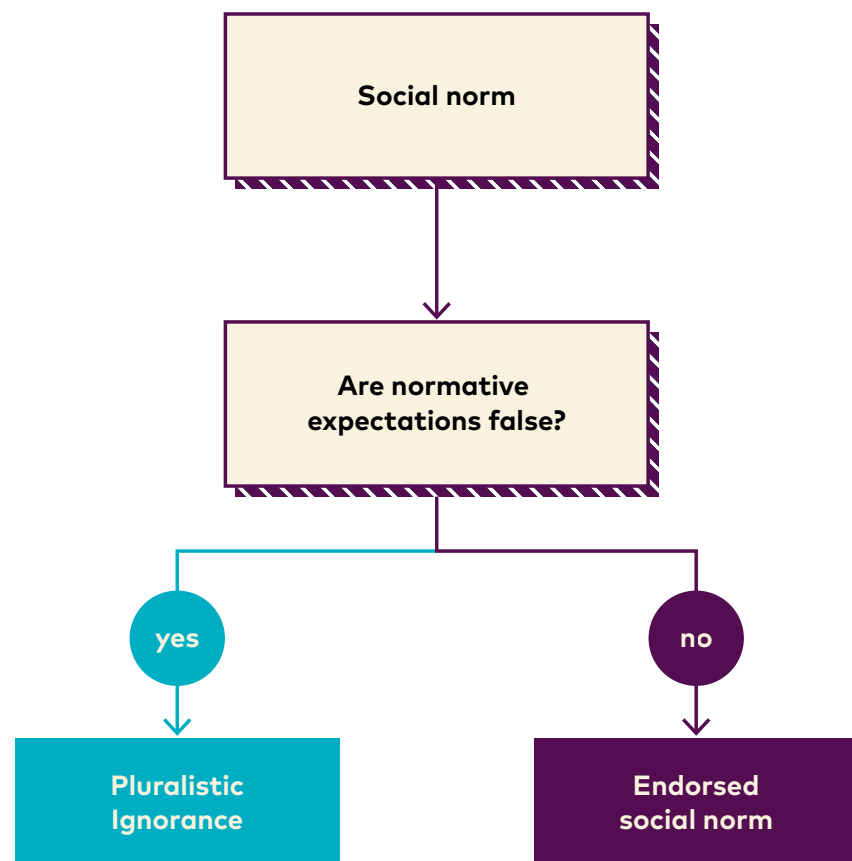 Social norm
Are normative
expectations false?
yes
no
Pluralistic
Ignorance
Endorsed
social norm